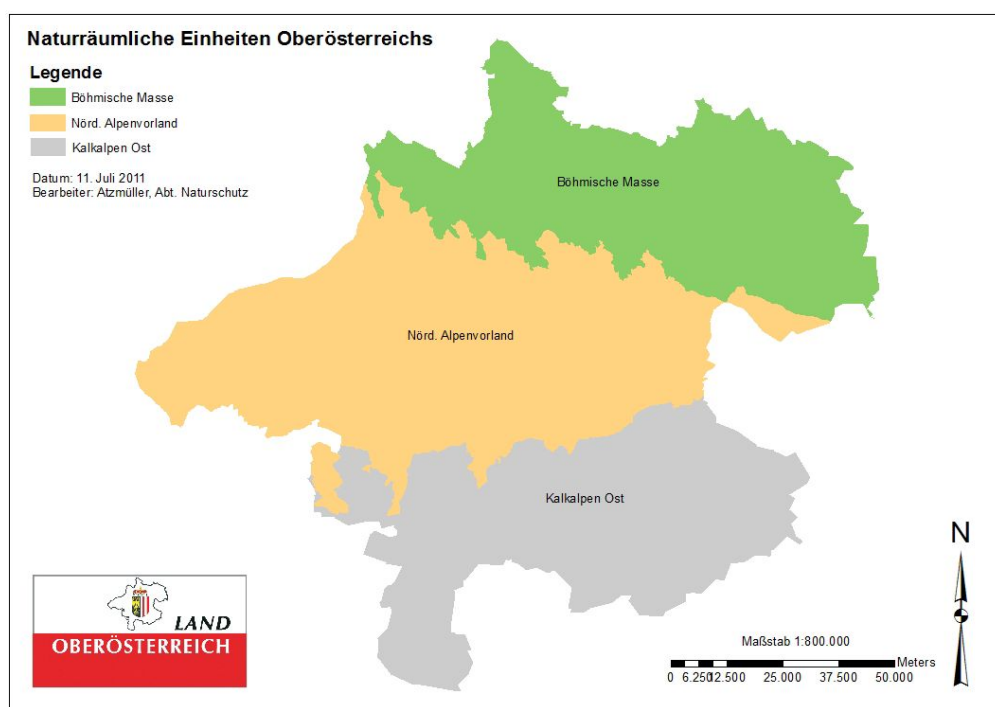 Naturräumliche Einheiten Oberösterreichs
Legende
Böhmische Masse
Nörd. Alpenvorland
Kalkalpen Ost
Datum: 11. Juli 2011
Bearbeiter: Atzmüller, Abt. Naturschutz
Böhmische Masse
Nörd. Alpenvorland
Kalkalpen Ost
LAND
OBERÖSTERREICH
N
Maßstab 1:800.000
Meters
0 6.250 12.500 25.000 37.500 50.000